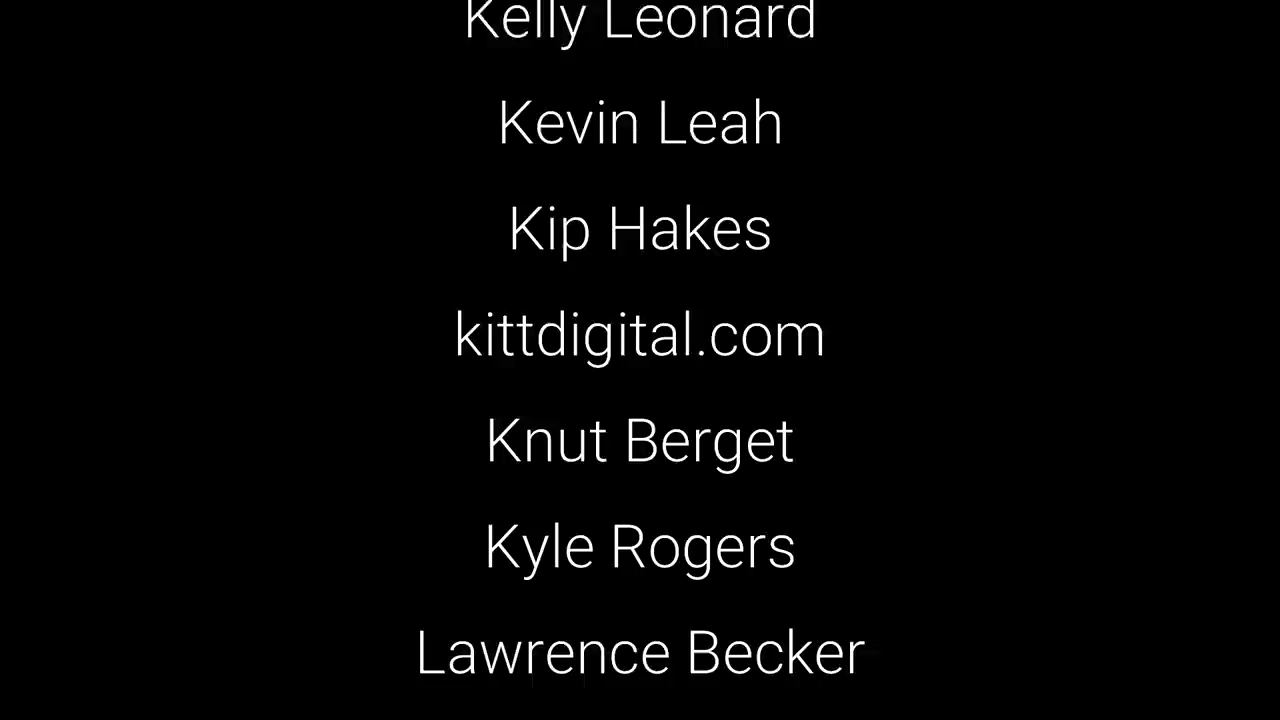 Kelly Leonard
Kevin Leah
Kip Hakes
kittdigital.com
Knut Berget
Kyle Rogers
Lawrence Becker